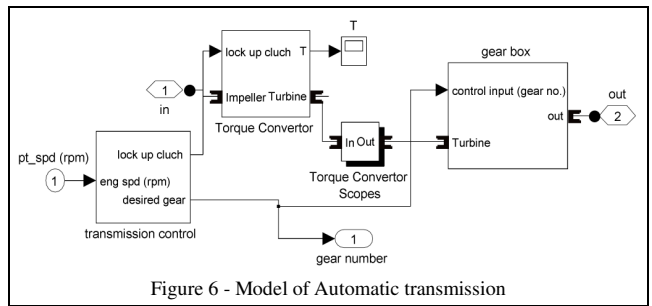 T
gear box
lock up cluch
T
control input (gear no.)
1
in
Impeller
Turbine
out
out
2
Torque Convertor
pt_spd (rpm)
lock up cluch
In
Out
Turbine
1
eng spd (rpm)
desired gear
Torque Convertor
Scopes
transmission control
1
gear number
Figure 6 - Model of Automatic transmission